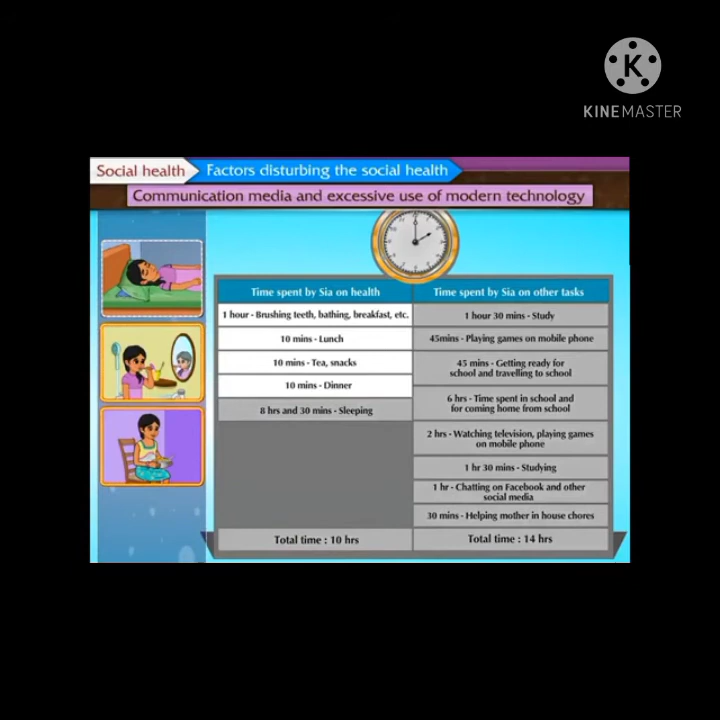 K
KINEMASTER
Social health
Factors disturbing the social health
Communication media and excessive use of modern technology
Time spent by Sia on health
Time spent by Sia on other tasks
1 hour - Brushing teeth, bathing, breakfast, etc.
1 hour 30 mins - Study
10 mins - Lunch
45mins - Playing games on mobile phone
10 mins - Tea, snacks
45 mins - Getting ready for
school and travelling to school
10 mins - Dinner
6 hrs - Time spent in school and
for coming home from school
8 hrs and 30 mins - Sleeping
2 hrs - Watching television, playing games
on mobile phone
1 hr 30 mins - Studying
1 hr - Chatting on Facebook and other
social media
30 mins - Helping mother in house chores
Total time : 10 hrs
Total time : 14 hrs